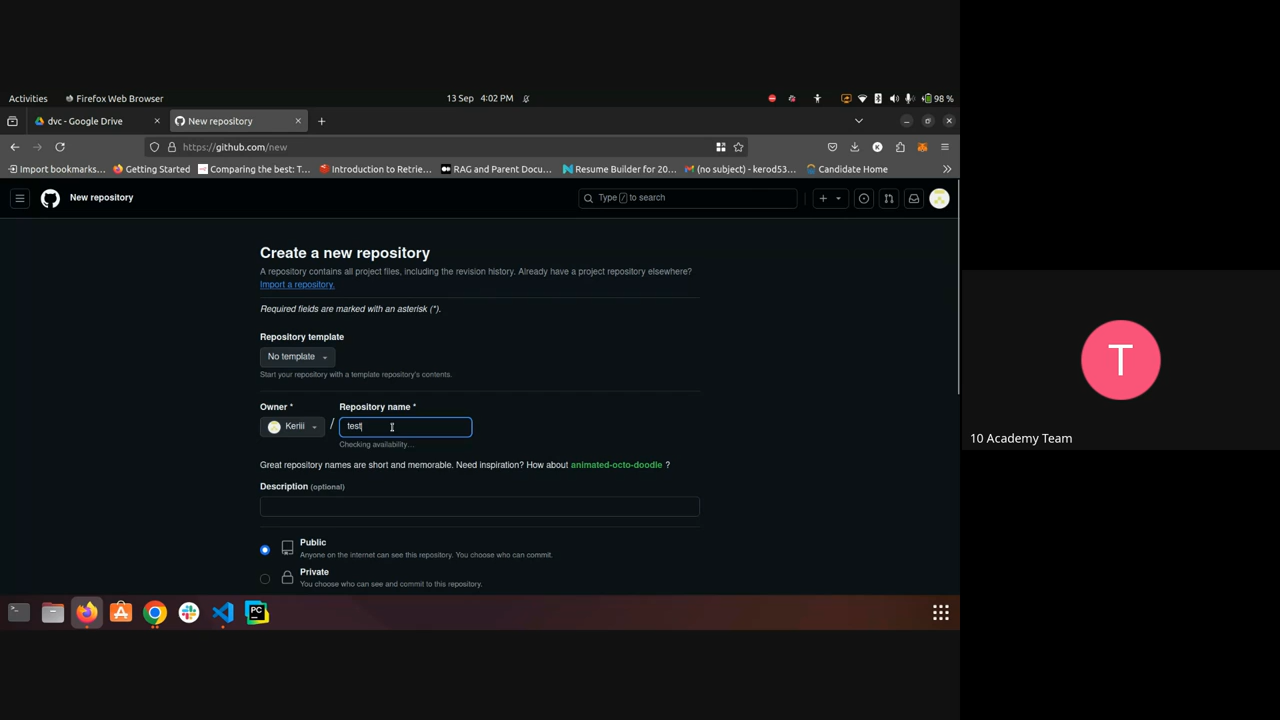 Activities Firefox Web Browser 13 Sep 4:02 PM 98 %
dvc - Google Drive New repository
https://github.com/new
Import bookmarks... Getting Started Comparing the best: T... Introduction to Retrie... RAG and Parent Docu... Resume Builder for 20... (no subject) - kerod53... Candidate Home
New repository Type / to search
Create a new repository
A repository contains all project files, including the revision history. Already have a project repository elsewhere?
Import a repository.
Required fields are marked with an asterisk (*).
Repository template
No template
Start your repository with a template repository's contents.
Owner * Repository name *
Keriii / test
Checking availability...
Great repository names are short and memorable. Need inspiration? How about animated-octo-doodle ?
Description (optional)
Public
Anyone on the internet can see this repository. You choose who can commit.
Private
You choose who can see and commit to this repository.
PC
T
10 Academy Team